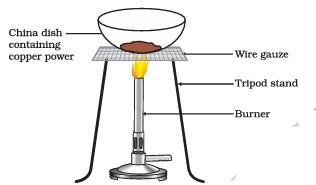 China dish
containing
copper power
Wire gauze
Tripod stand
Burner